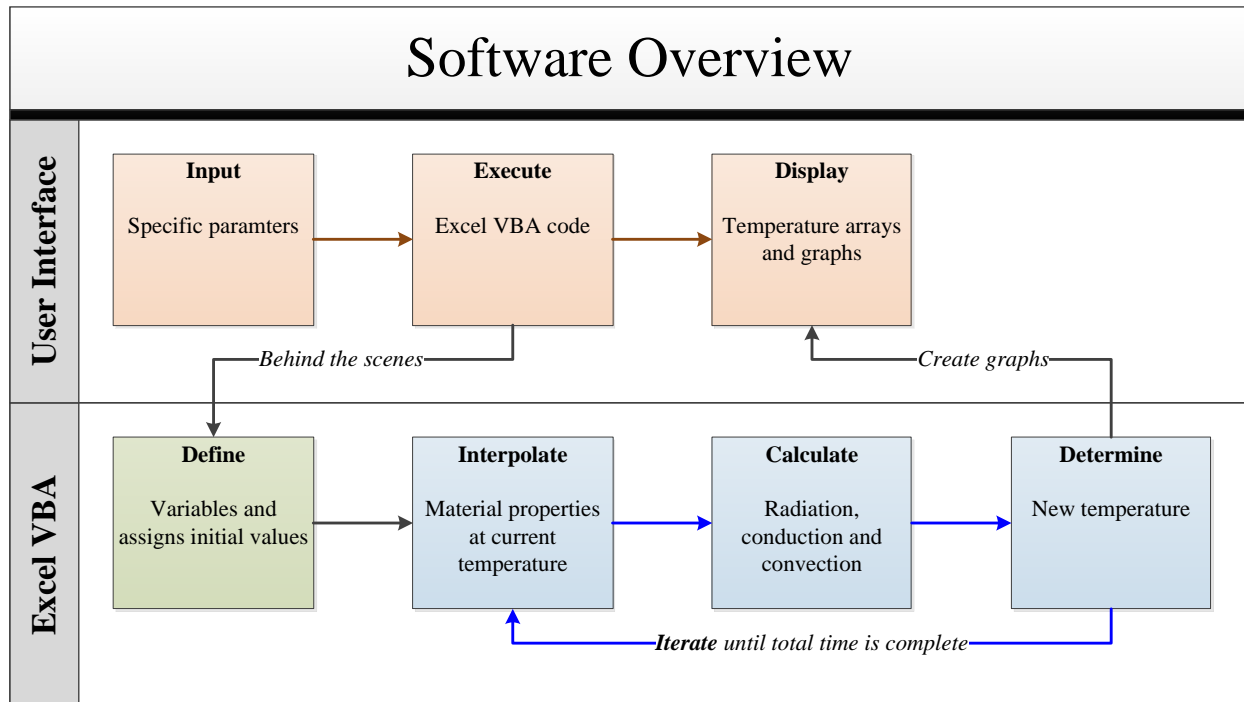 Software Overview
User Interface
Input
Specific paramters
Execute
Excel VBA code
Display
Temperature arrays
and graphs
Behind the scenes
Create graphs
Excel VBA
Define
Variables and
assigns initial values
Interpolate
Material properties
at current
temperature
Calculate
Radiation,
conduction and
convection
Determine
New temperature
Iterate until total time is complete